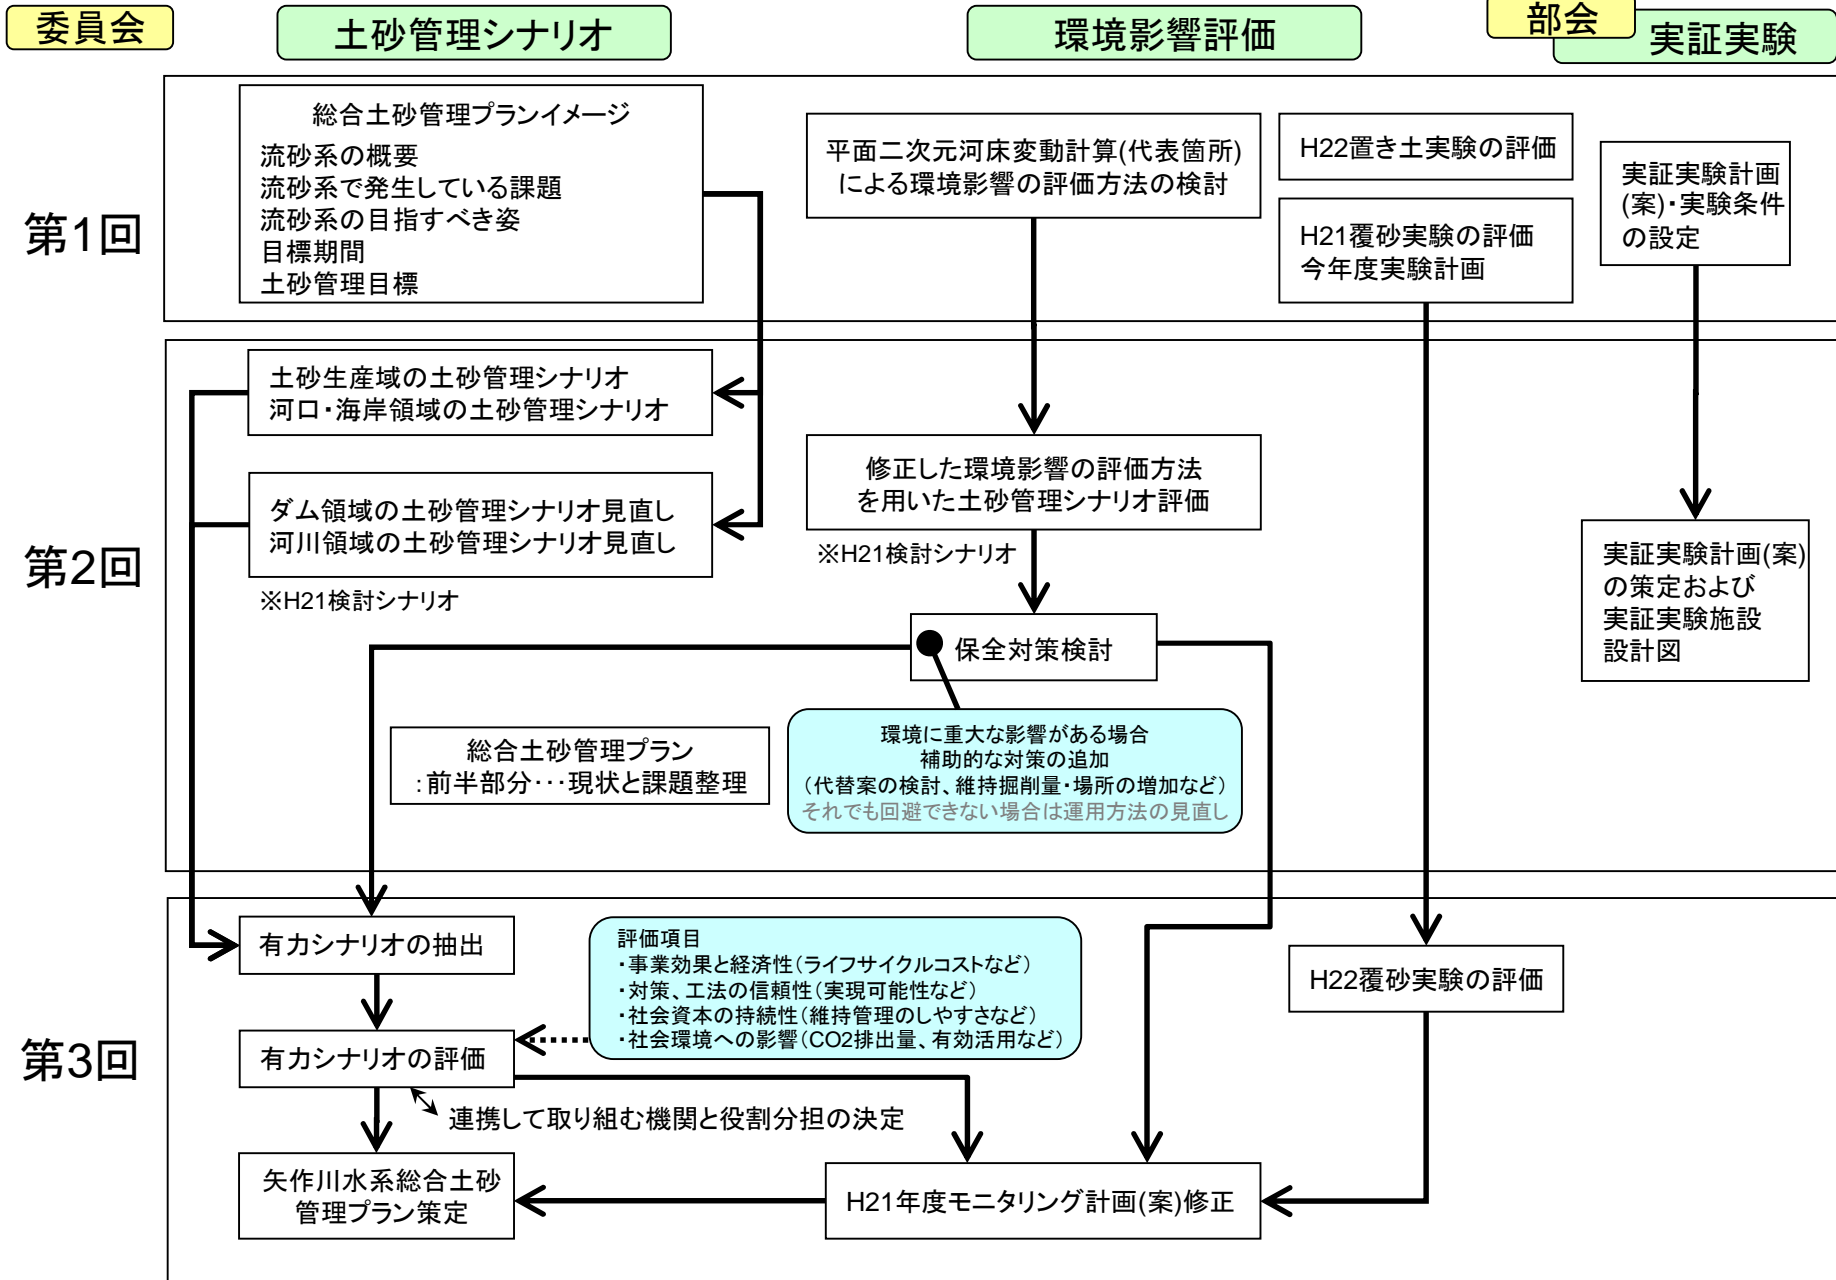 委員会
土砂管理シナリオ
環境影響評価
部会
実証実験
第1回
総合土砂管理プランイメージ
流砂系の概要
流砂系で発生している課題
流砂系の目指すべき姿
目標期間
土砂管理目標
平面二次元河床変動計算(代表箇所)
による環境影響の評価方法の検討
H22置き土実験の評価
H21覆砂実験の評価
今年度実験計画
実証実験計画
(案)・実験条件
の設定
第2回
土砂生産域の土砂管理シナリオ
河口・海岸領域の土砂管理シナリオ
ダム領域の土砂管理シナリオ見直し
河川領域の土砂管理シナリオ見直し
※H21検討シナリオ
修正した環境影響の評価方法
を用いた土砂管理シナリオ評価
※H21検討シナリオ
保全対策検討
実証実験計画(案)
の策定および
実証実験施設
設計図
総合土砂管理プラン
:前半部分･･･現状と課題整理
環境に重大な影響がある場合
補助的な対策の追加
(代替案の検討、維持掘削量・場所の増加など)
それでも回避できない場合は運用方法の見直し
第3回
有力シナリオの抽出
評価項目
・事業効果と経済性(ライフサイクルコストなど)
・対策、工法の信頼性(実現可能性など)
・社会資本の持続性(維持管理のしやすさなど)
・社会環境への影響(CO2排出量、有効活用など)
H22覆砂実験の評価
有力シナリオの評価
連携して取り組む機関と役割分担の決定
矢作川水系総合土砂
管理プラン策定
H21年度モニタリング計画(案)修正